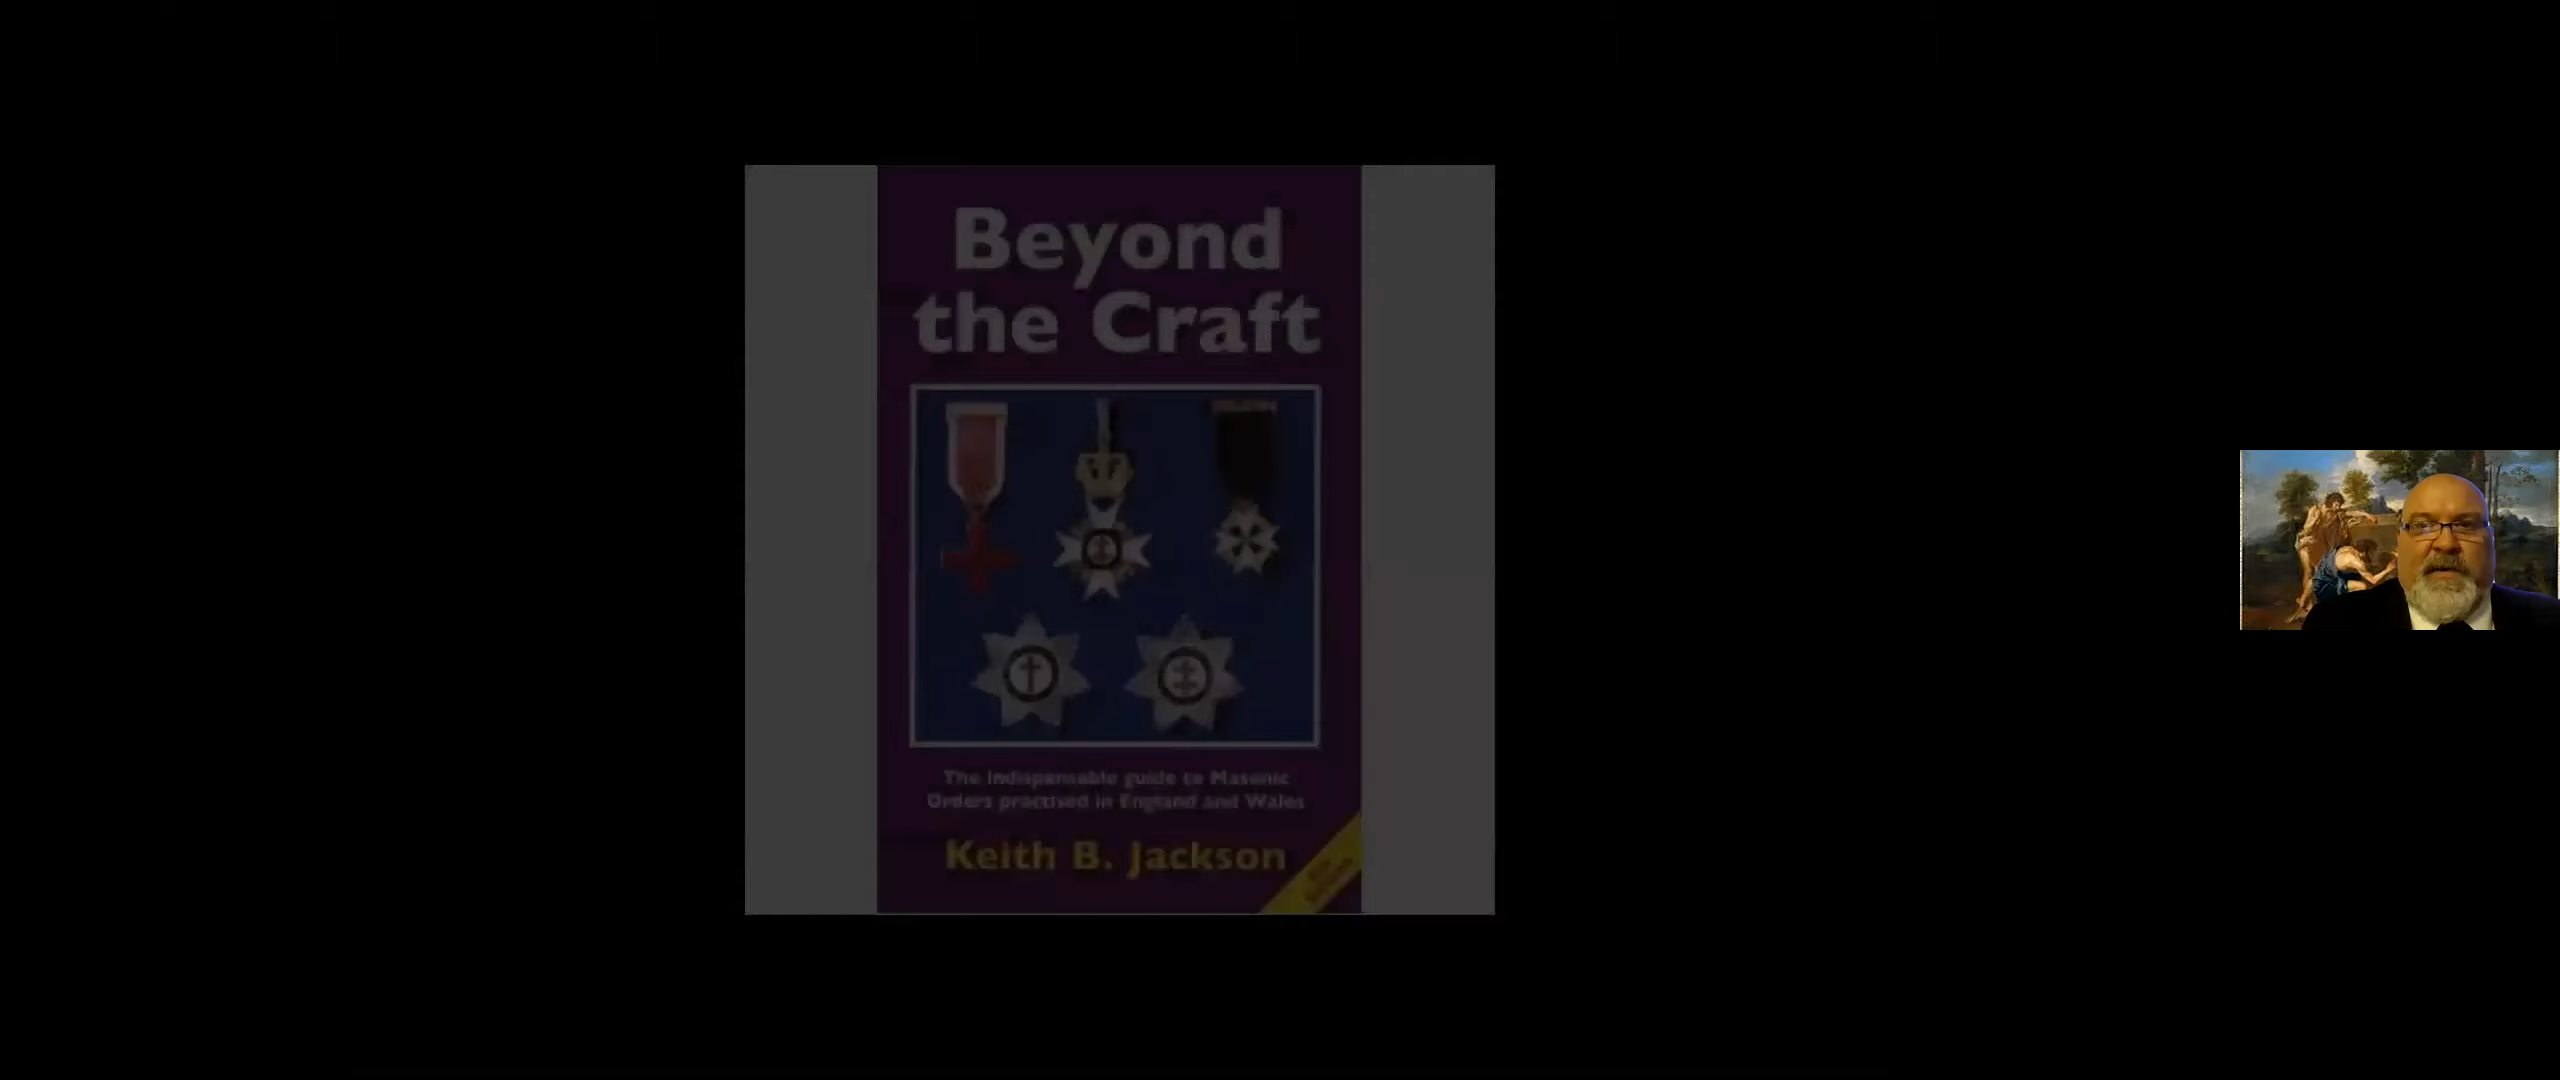 Beyond
the Craft
The indispensable guide to Masonic
Orders practised in England and Wales
Keith B. Jackson